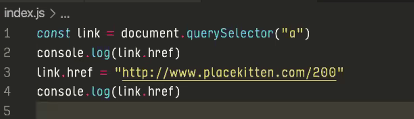 index.js > ...
1 const link = document.querySelector("a")
2 console.log(link.href)
3 link.href = "http://www.placekitten.com/200"
4 console.log(link.href)
5